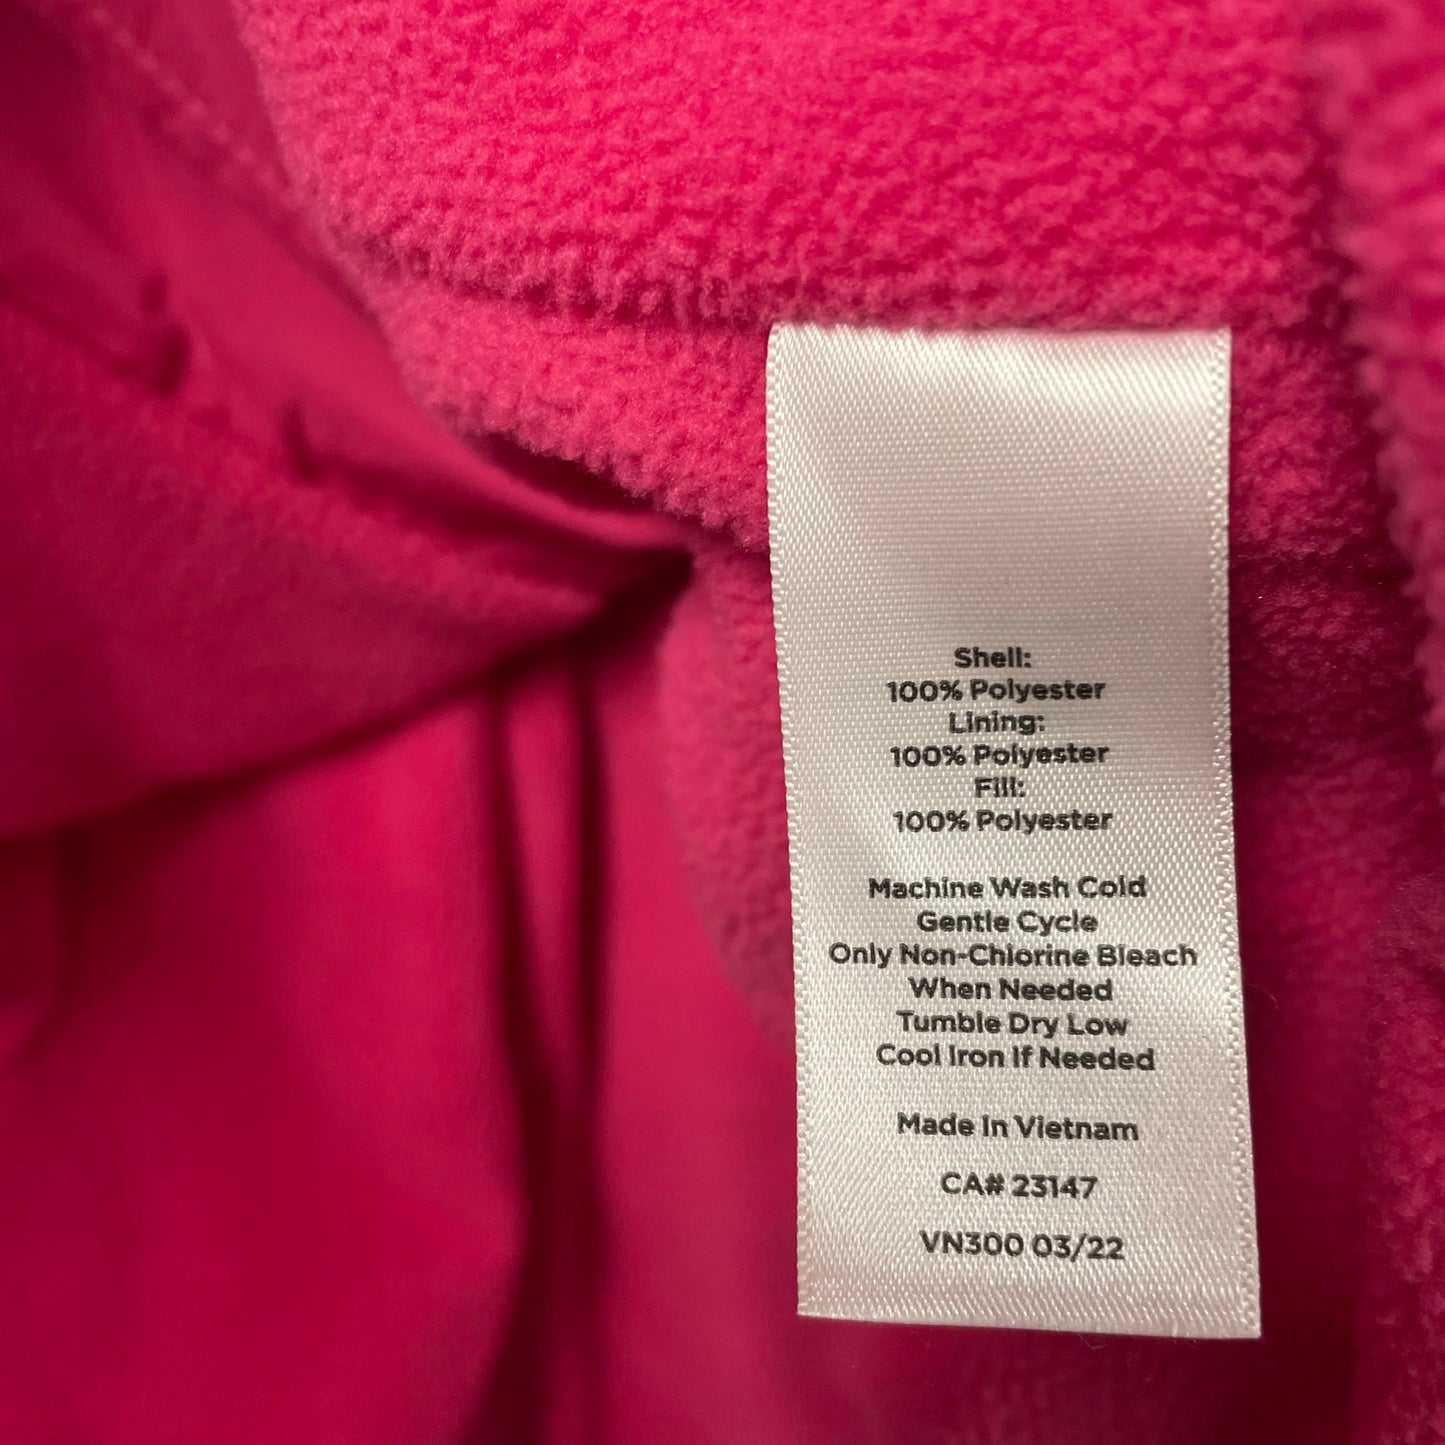 Shell:
100% Polyester
Lining:
100% Polyester
Fill:
100% Polyester
Machine Wash Cold
Gentle Cycle
Only Non-Chlorine Bleach
When Needed
Tumble Dry Low
Cool Iron If Needed
Made In Vietnam
CA# 23147
VN300 03/22